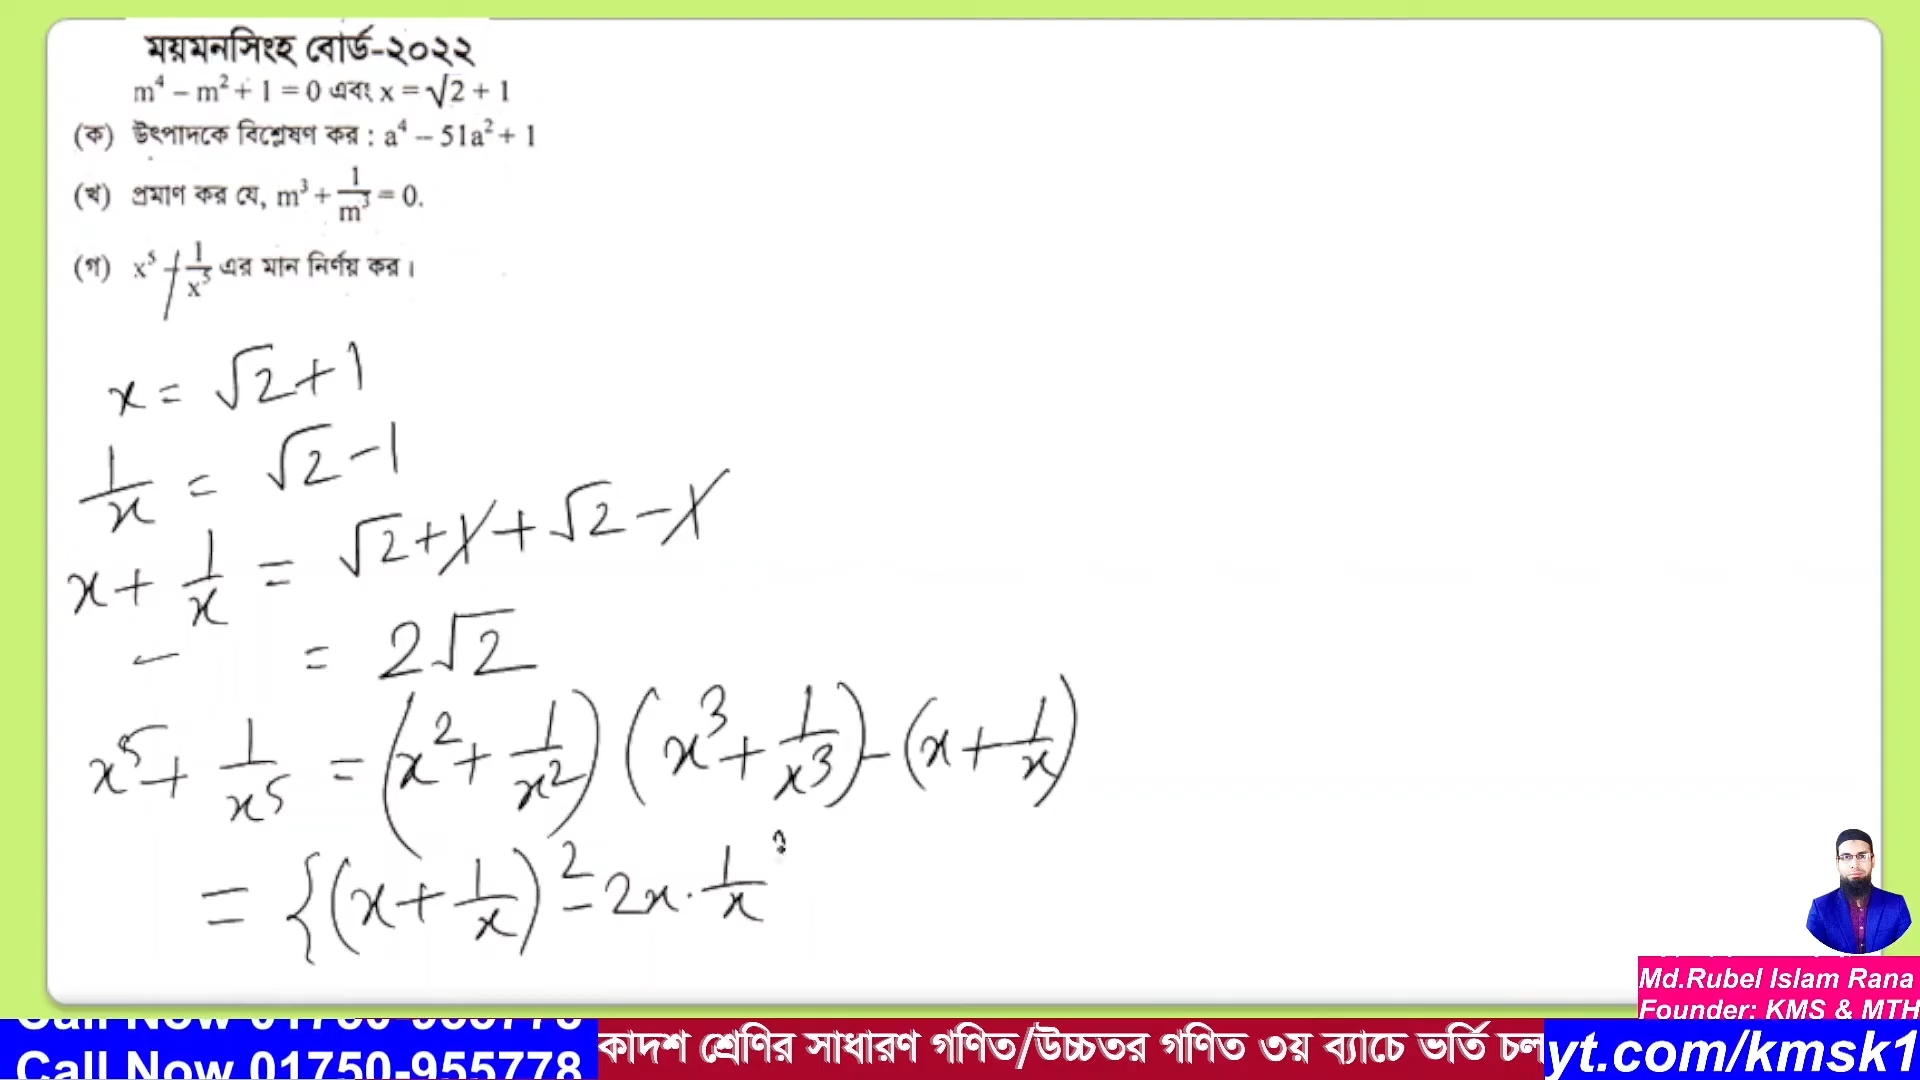 ময়মনসিংহ বোর্ড-২০২২
m⁴ – m² + 1 = 0 এবং x = √2 + 1
(ক) উৎপাদকে বিশ্লেষণ কর : a⁴ – 51a² + 1
(খ) প্রমাণ কর যে, m³ + 1/m³ = 0.
(গ) x⁵ + 1/x⁵ এর মান নির্ণয় কর।
x = √2 + 1
1/x = √2 - 1
x + 1/x = √2 + 1 + √2 - 1
= 2√2
x⁵ + 1/x⁵ = (x² + 1/x²) (x³ + 1/x³) - (x + 1/x)
= {(x + 1/x)² - 2x · 1/x
Md.Rubel Islam Rana
Founder: KMS & MTH
Call Now 01750-955778
Call Now 01750-955778
কাদশ শ্রেণির সাধারণ গণিত/উচ্চতর গণিত ৩য় ব্যাচে ভর্তি চল
yt.com/kmsk1